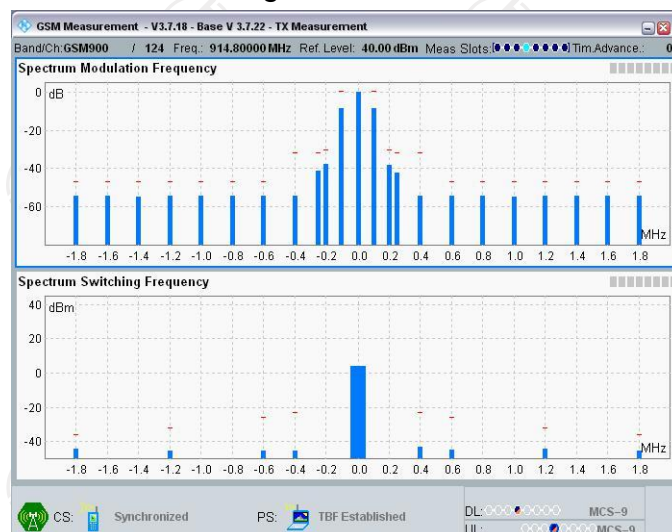 GSM Measurement - V3.7.18 - Base V 3.7.22 - TX Measurement
Band/Ch:GSM900 / 124 Freq.: 914.80000 MHz Ref. Level: 40.00 dBm Meas Slots: Tim.Advance.: 0
Spectrum Modulation Frequency
0 dB
-20
-40
-60
MHz
-1.8 -1.6 -1.4 -1.2 -1.0 -0.8 -0.6 -0.4 -0.2 0.0 0.2 0.4 0.6 0.8 1.0 1.2 1.4 1.6 1.8
Spectrum Switching Frequency
40 dBm
20
0
-20
-40
MHz
-1.8 -1.6 -1.4 -1.2 -1.0 -0.8 -0.6 -0.4 -0.2 0.0 0.2 0.4 0.6 0.8 1.0 1.2 1.4 1.6 1.8
CS: Synchronized PS: TBF Established
DL: MCS-9
UL: MCS-9